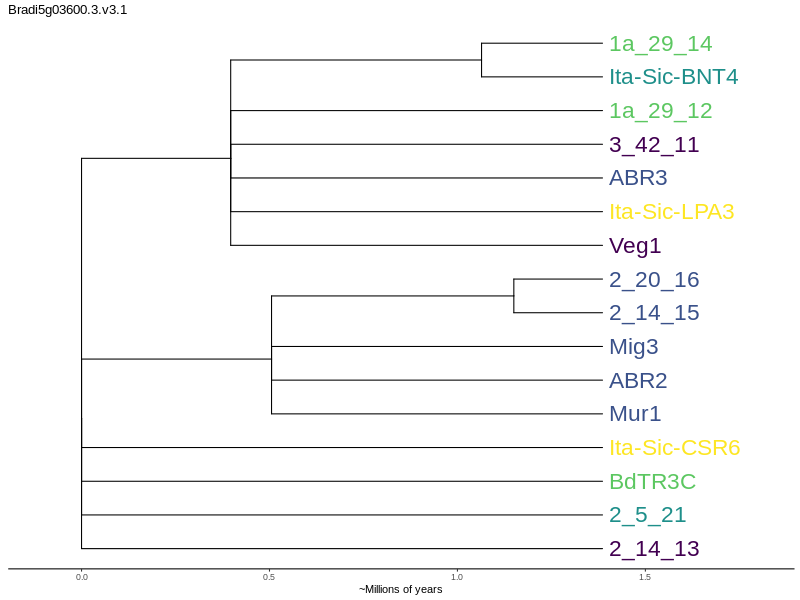 Bradi5g03600.3.v3.1
1a_29_14
Ita-Sic-BNT4
1a_29_12
3_42_11
ABR3
Ita-Sic-LPA3
Veg1
2_20_16
2_14_15
Mig3
ABR2
Mur1
Ita-Sic-CSR6
BdTR3C
2_5_21
2_14_13
0.0 0.5 1.0 1.5
~Millions of years